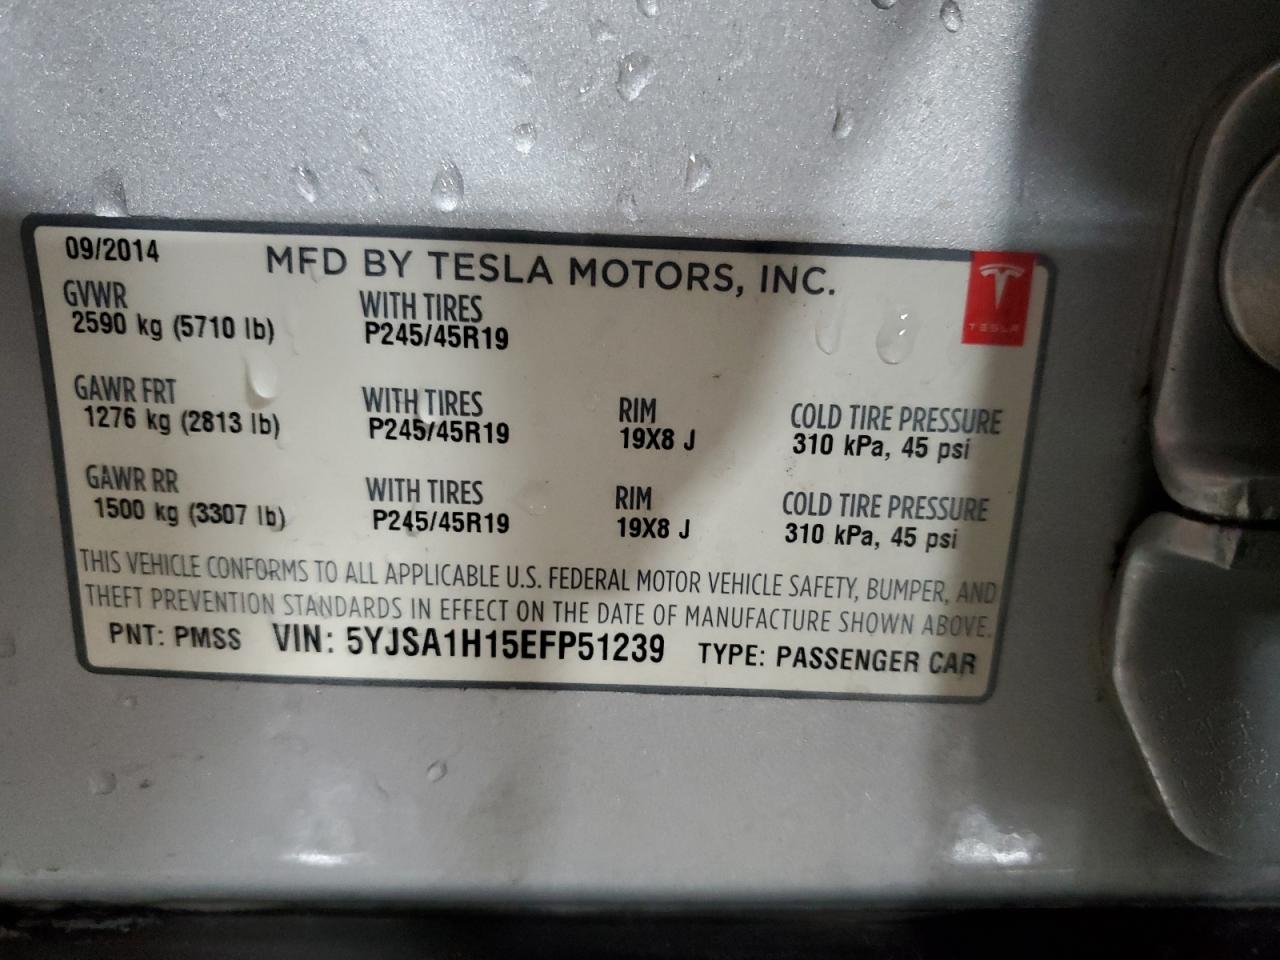 09/2014 MFD BY TESLA MOTORS, INC.
TESLA
GVWR WITH TIRES
2590 kg (5710 lb) P245/45R19
GAWR FRT WITH TIRES RIM COLD TIRE PRESSURE
1276 kg (2813 lb) P245/45R19 19X8 J 310 kPa, 45 psi
GAWR RR WITH TIRES RIM COLD TIRE PRESSURE
1500 kg (3307 lb) P245/45R19 19X8 J 310 kPa, 45 psi
THIS VEHICLE CONFORMS TO ALL APPLICABLE U.S. FEDERAL MOTOR VEHICLE SAFETY, BUMPER, AND
THEFT PREVENTION STANDARDS IN EFFECT ON THE DATE OF MANUFACTURE SHOWN ABOVE.
PNT: PMSS VIN: 5YJSA1H15EFP51239 TYPE: PASSENGER CAR